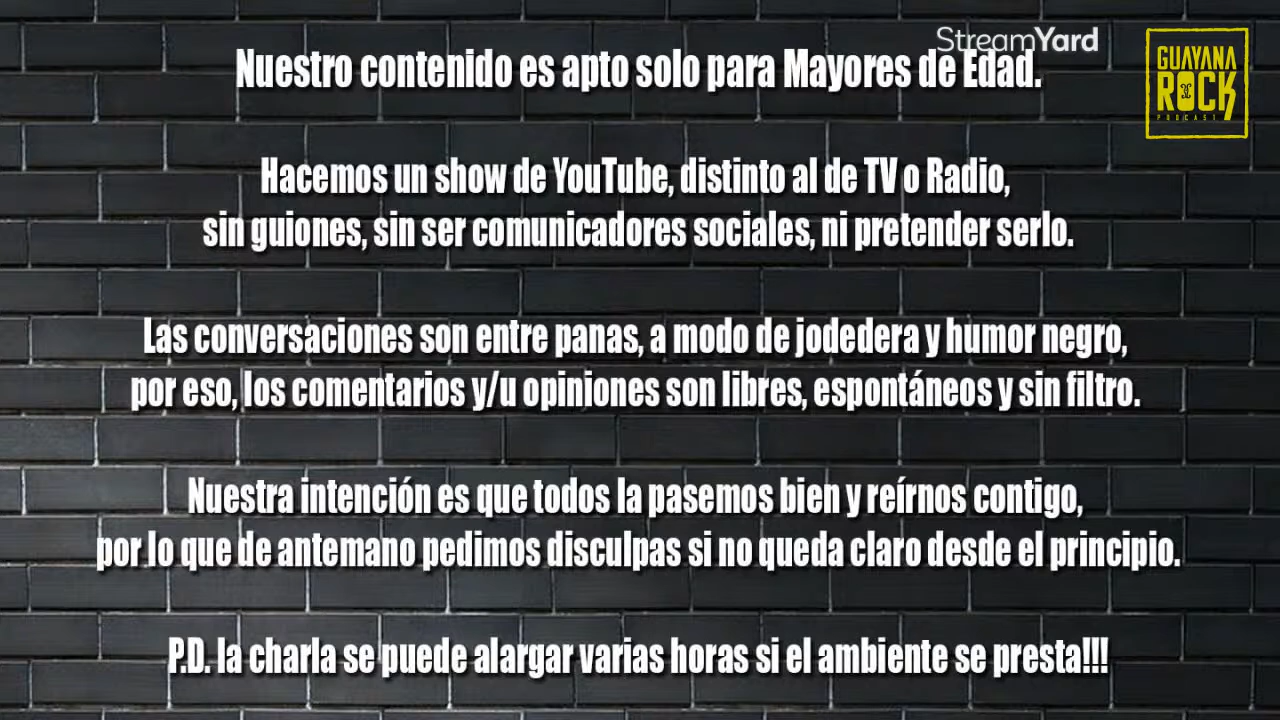 StreamYard
GUAYANA
ROCK
PODCAST
Nuestro contenido es apto solo para Mayores de Edad.
Hacemos un show de YouTube, distinto al de TV o Radio,
sin guiones, sin ser comunicadores sociales, ni pretender serlo.
Las conversaciones son entre panas, a modo de jodedera y humor negro,
por eso, los comentarios y/u opiniones son libres, espontáneos y sin filtro.
Nuestra intención es que todos la pasemos bien y reírnos contigo,
por lo que de antemano pedimos disculpas si no queda claro desde el principio.
P.D. la charla se puede alargar varias horas si el ambiente se presta!!!